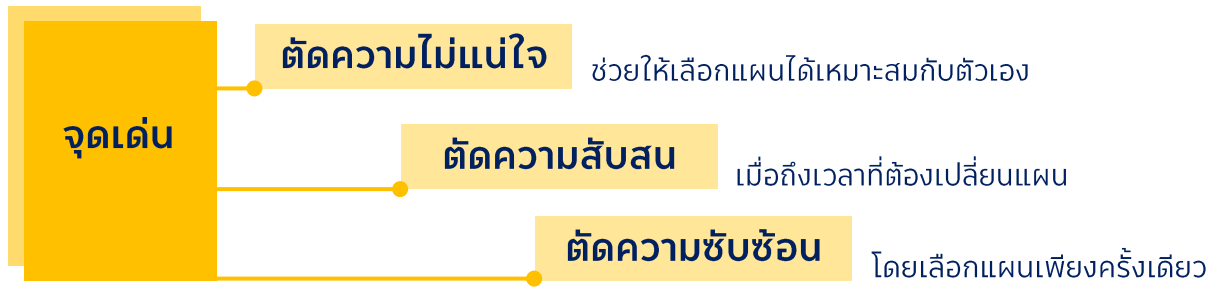 จุดเด่น
ตัดความไม่แน่ใจ
ช่วยให้เลือกแผนได้เหมาะสมกับตัวเอง
ตัดความสับสน
เมื่อถึงเวลาที่ต้องเปลี่ยนแผน
ตัดความซับซ้อน
โดยเลือกแผนเพียงครั้งเดียว